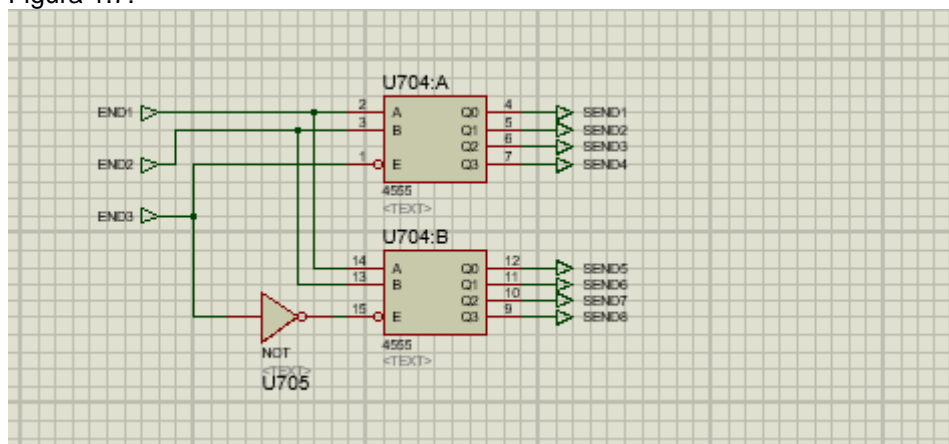 Figura 1.7.
U704:A
END1
2
A
Q0
4
SEND1
3
B
Q1
5
SEND2
Q2
6
SEND3
END2
1
E
Q3
7
SEND4
4555
<TEXT>
END3
U704:B
14
A
Q0
12
SEND5
13
B
Q1
11
SEND6
Q2
10
SEND7
15
E
Q3
9
SEND8
4555
<TEXT>
NOT
<TEXT>
U705